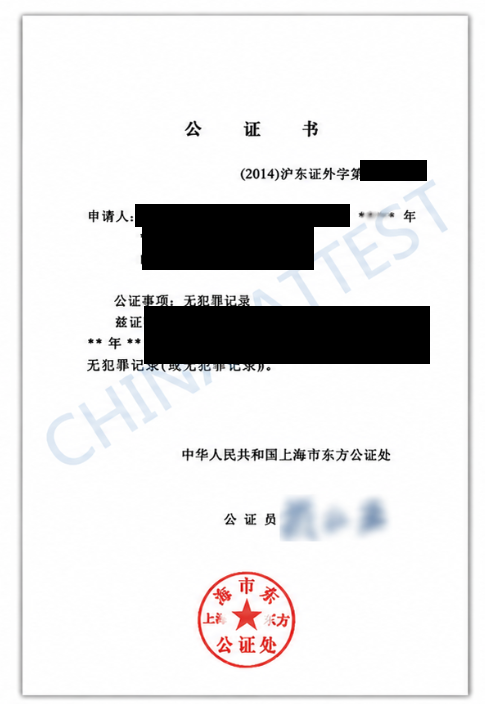 公 证 书
(2014)沪东证外字第
申请人:
**
* 年
公证事项：无犯罪记录
兹证
** 年 **
无犯罪记录(或无犯罪记录)。
中华人民共和国上海市东方公证处
公 证 员
海市东
上海 东方
公证处
CHINA ATTEST